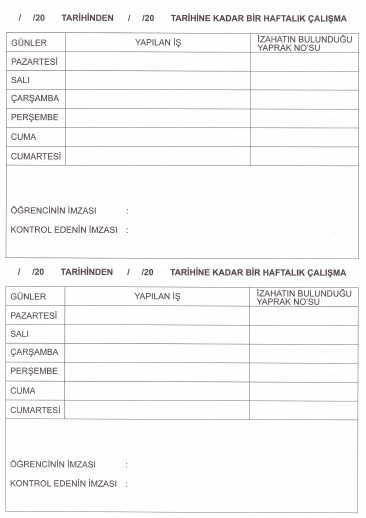 / /20 TARİHİNDEN / /20 TARİHİNE KADAR BİR HAFTALIK ÇALIŞMA
GÜNLER YAPILAN İŞ İZAHATIN BULUNDUĞU
YAPRAK NO'SU
PAZARTESİ
SALI
ÇARŞAMBA
PERŞEMBE
CUMA
CUMARTESİ
ÖĞRENCİNİN İMZASI :
KONTROL EDENİN İMZASI :
/ /20 TARİHİNDEN / /20 TARİHİNE KADAR BİR HAFTALIK ÇALIŞMA
GÜNLER YAPILAN İŞ İZAHATIN BULUNDUĞU
YAPRAK NO'SU
PAZARTESİ
SALI
ÇARŞAMBA
PERŞEMBE
CUMA
CUMARTESİ
ÖĞRENCİNİN İMZASI :
KONTROL EDENİN İMZASI :